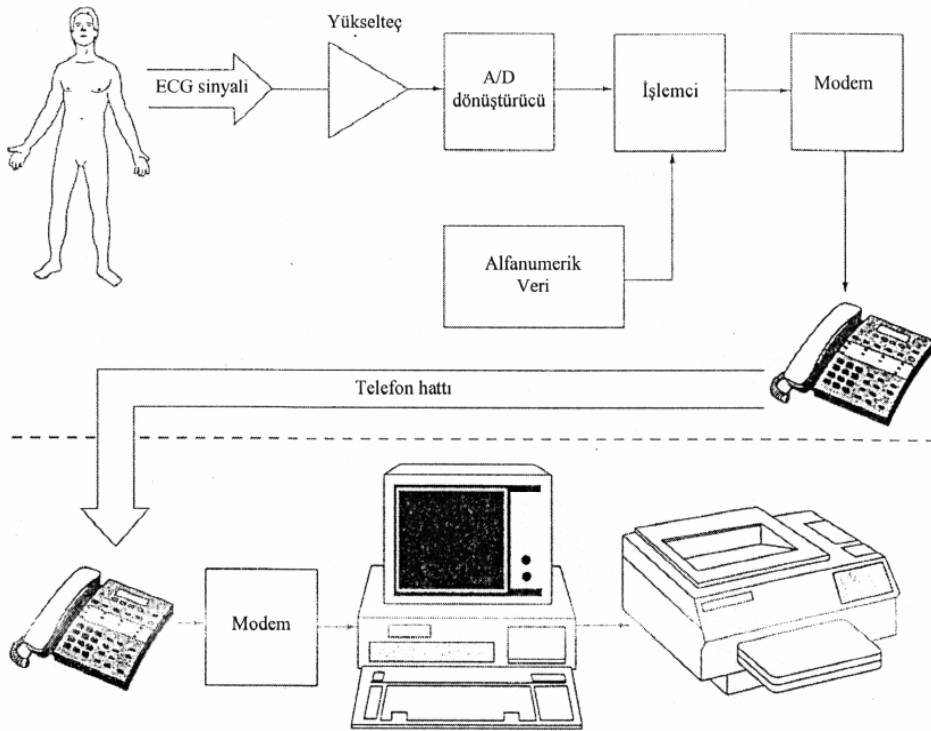 Yükselteç
ECG sinyali
A/D
dönüştürücü
İşlemci
Modem
Alfanumerik
Veri
Telefon hattı
Modem